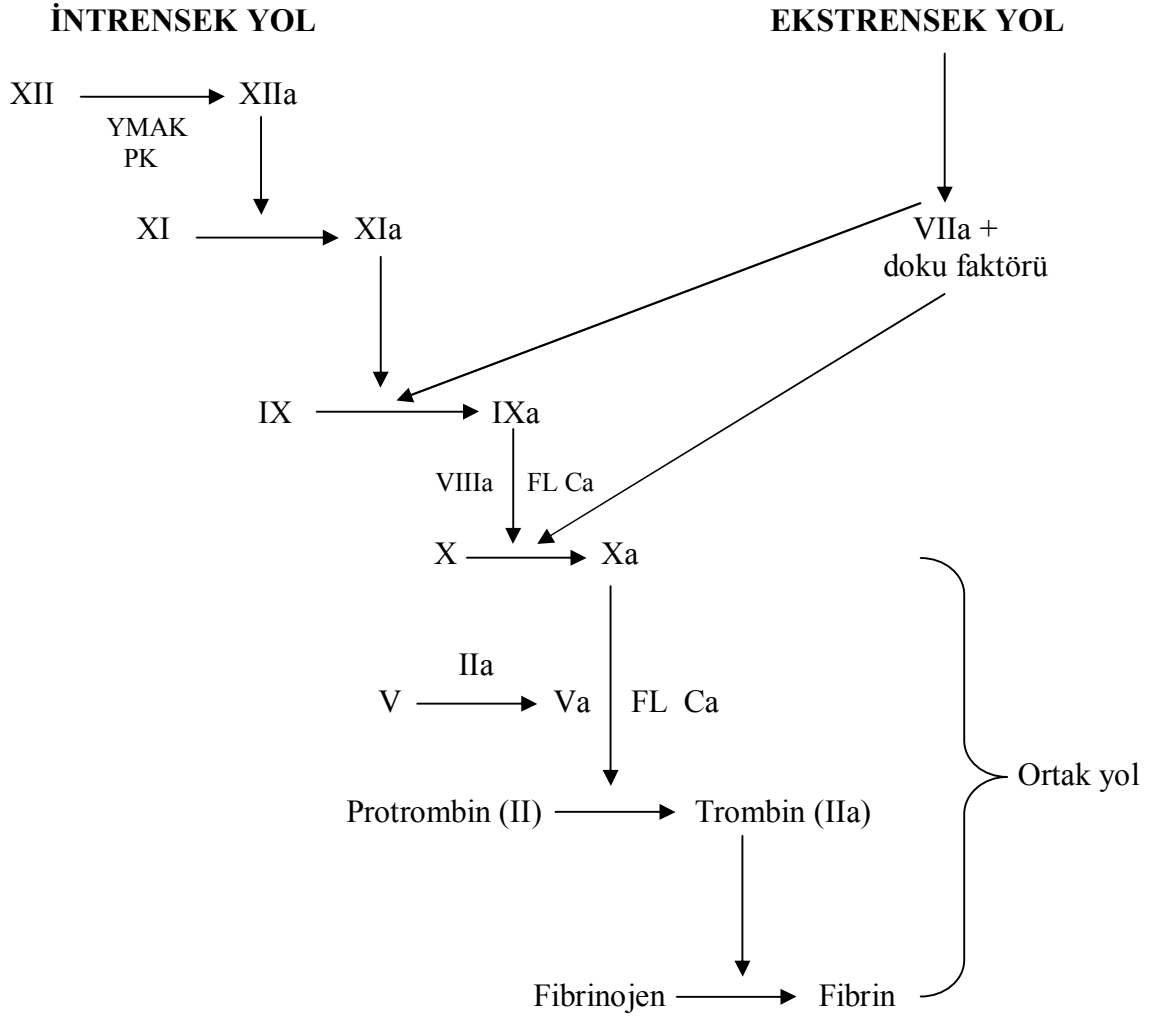 İNTRENSEK YOL
EKSTRENSEK YOL
XII
XIIa
YMAK
PK
XI
XIa
VIIa +
doku faktörü
IX
IXa
VIIIa
FL Ca
X
Xa
IIa
V
Va
FL Ca
Ortak yol
Protrombin (II)
Trombin (IIa)
Fibrinojen
Fibrin